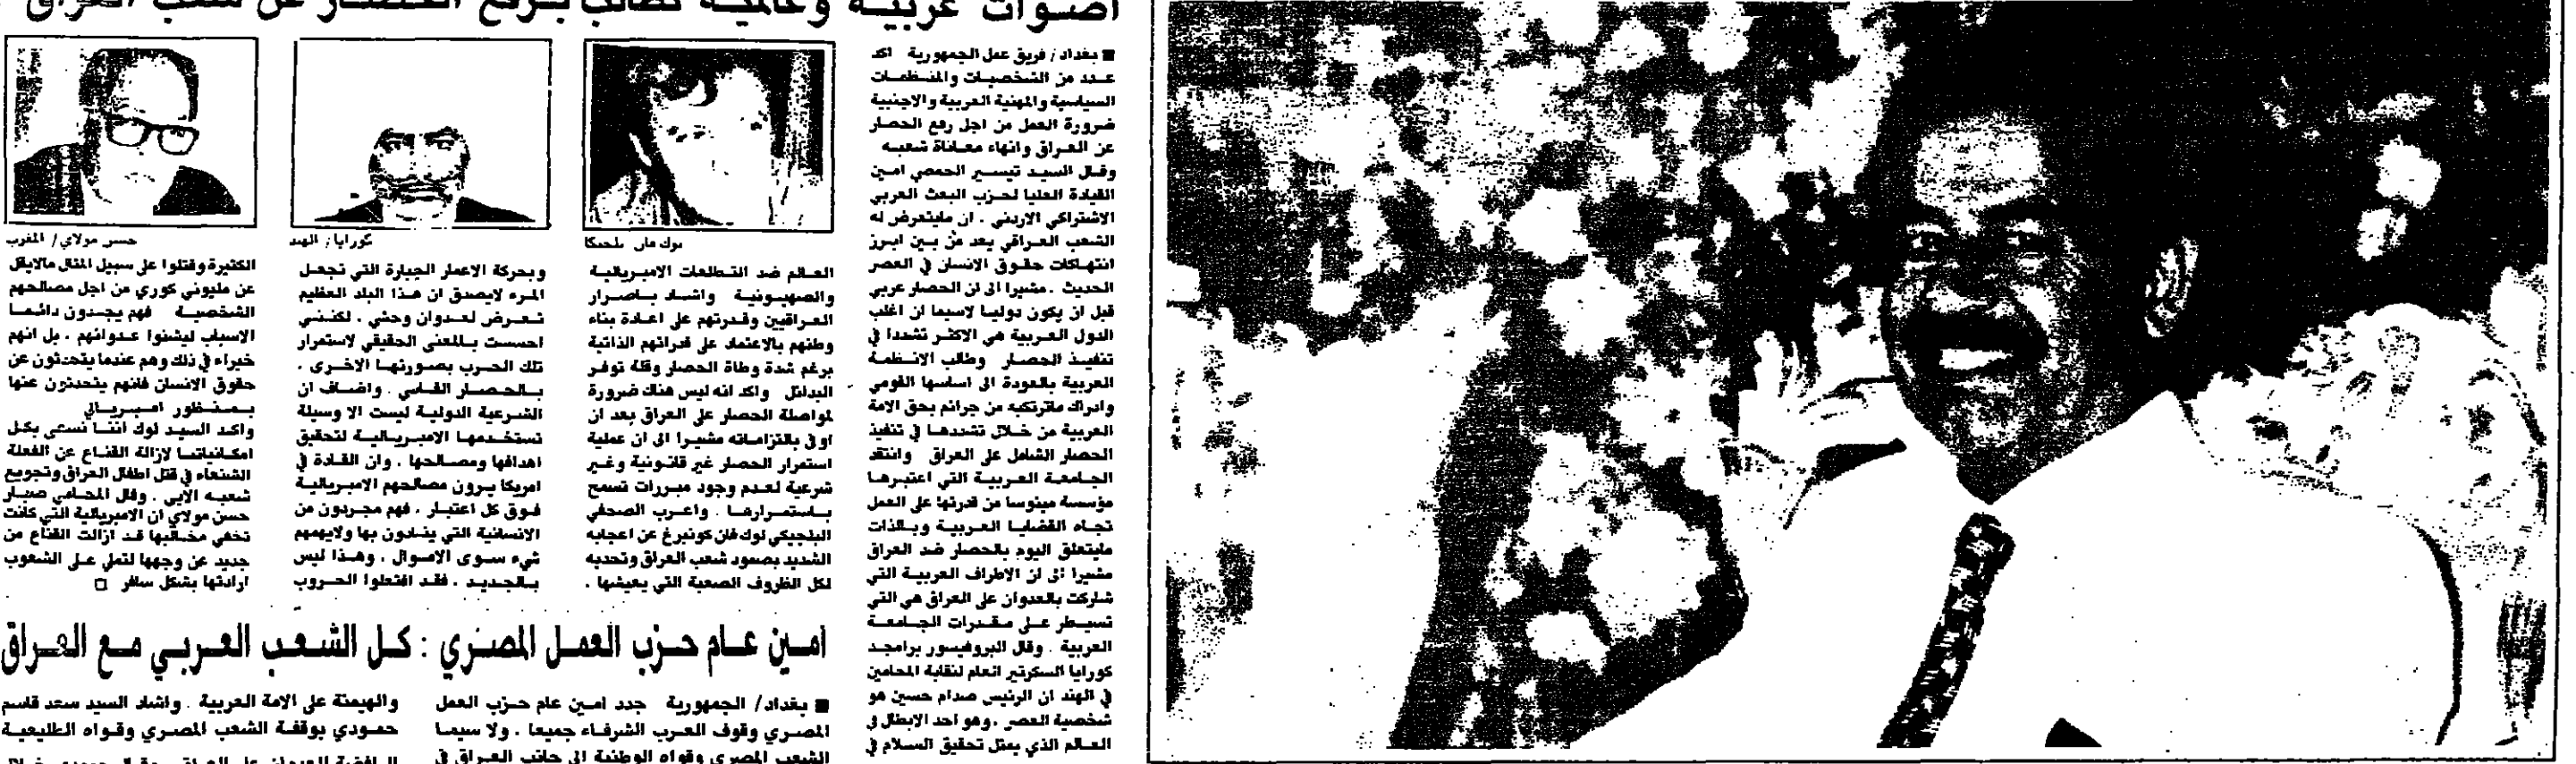 اصوات عربية وعالمية تطالب برفع الحصار عن شعب العراق
■ بغداد / فريق عمل الجمهورية اكد
عدد من الشخصيات والمنظمات
السياسية والمهنية العربية والاجنبية
ضرورة العمل من اجل رفع الحصار
عن العراق وانهاء معاناة شعبه
وقال السيد تيسير الحمصي امين
القيادة العليا لحزب البعث العربي
الاشتراكي الاردني . ان مايتعرض له
الشعب العراقي يعد من بين ابرز
انتهاكات حقوق الانسان في العصر
الحديث . مشيرا الى ان الحصار عربي
قبل ان يكون دوليا لاسيما ان اغلب
الدول العربية هي الاكثر تشددا في
تنفيذ الحصار وطالب الانظمة
العربية بالعودة الى اساسها القومي
وادراك ماترتكبه من جرائم بحق الامة
العربية من خلال تشددها في تنفيذ
الحصار الشامل على العراق وانتقد
الجامعة العربية التي اعتبرها
مؤسسة ميئوسا من قدرتها على العمل
تجاه القضايا العربية وبالذات
مايتعلق اليوم بالحصار ضد العراق
مشيرا الى ان الاطراف العربية التي
شاركت بالعدوان على العراق هي التي
تسيطر على مقدرات الجامعة
العربية . وقال البروفيسور برامجد
كورايا السكرتير العام لنقابة المحامين
في الهند ان الرئيس صدام حسين هو
شخصية العصر . وهو احد الابطال في
العالم الذي يمثل تحقيق السلام في
لوك فان بلجيكا
العالم ضد التطلعات الامبريالية
والصهيونية واشاد باصرار
العراقيين وقدرتهم على اعادة بناء
وطنهم بالاعتماد على قدراتهم الذاتية
برغم شدة وطاة الحصار وقلة توفر
البدائل واكد انه ليس هناك ضرورة
لمواصلة الحصار على العراق بعد ان
اوفى بالتزاماته مشيرا الى ان عملية
استمرار الحصار غير قانونية وغير
شرعية لعدم وجود مبررات تسمح
باستمرارها . واعرب الصحفي
البلجيكي لوك فان كونبرغ عن اعجابه
الشديد بصمود شعب العراق وتحديه
لكل الظروف الصعبة التي يعيشها .
كورايا / الهند
وبحركة الاعمار الجبارة التي تجعل
المرء لايصدق ان هذا البلد العظيم
تعرض لعدوان وحشي . لكنني
احسست بالمعنى الحقيقي لاستمرار
تلك الحرب بصورتها الاخرى .
بالحصار القاسي . واضاف ان
الشرعية الدولية ليست الا وسيلة
تستخدمها الامبريالية لتحقيق
اهدافها ومصالحها . وان القادة في
امريكا يرون مصالحهم الامبريالية
فوق كل اعتبار . فهم مجردون من
الانسانية التي ينادون بها ولايهمهم
شيء سوى الاموال . وهذا ليس
بالجديد . فقد افتعلوا الحروب
حسن مولاي / المغرب
الكثيرة وقتلوا على سبيل المثال مالايقل
عن مليوني كوري من اجل مصالحهم
الشخصية فهم يجدون دائما
الاسباب ليشنوا عدوانهم . بل انهم
خبراء في ذلك وهم عندما يتحدثون عن
حقوق الانسان فانهم يتحدثون عنها
بمنظور امبريالي
واكد السيد لوك اننا نسعى بكل
امكانياتنا لازالة القناع عن الفعلة
الشنعاء في قتل اطفال العراق وتجويع
شعبه الابي . وقال المحامي صبار
حسن مولاي ان الامبريالية التي كانت
تخفي مخالبها قد ازالت القناع من
جديد عن وجهها لتملي على الشعوب
ارادتها بشكل سافر □
امين عام حزب العمل المصري : كل الشعب العربي مع العراق
■ بغداد / الجمهورية جدد امين عام حزب العمل
المصري وقوف العرب الشرفاء جميعا . ولا سيما
الشعب المصري وقواه الوطنية الى جانب العراق في
والهيمنة على الامة العربية . واشاد السيد سعد قاسم
حمودي بوقفة الشعب المصري وقواه الطليعية